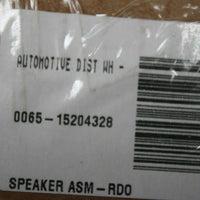 AUTOMOTIVE DIST WH -
0065-15204328
SPEAKER ASM-RDO